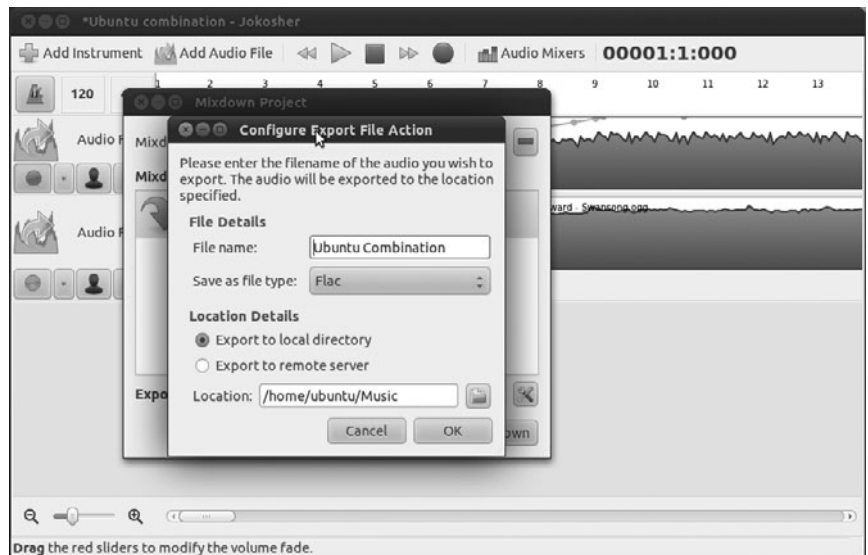 *Ubuntu combination - Jokosher
Add Instrument Add Audio File Audio Mixers 00001:1:000
120 1 2 3 4 5 6 7 8 9 10 11 12 13
Mixdown Project
Audio F
Mixd
Configure Export File Action
Please enter the filename of the audio you wish to
export. The audio will be exported to the location
specified.
Mixd
File Details
File name: Ubuntu Combination
ward - Swansong.ogg
Audio F
Save as file type: Flac
Location Details
Export to local directory
Export to remote server
Expo
Location: /home/ubuntu/Music
Cancel OK
own
Drag the red sliders to modify the volume fade.